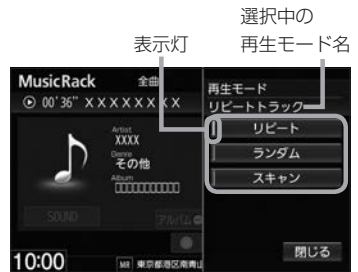 選択中の
表示灯
再生モード名
MusicRack 全曲
00'36" XXXXXXXX
Artist
XXXX
Genre
その他
Album
□□□□□□□□□□□
SOUND
アルバム
10:00
MR 東京都港区南青山
再生モード
リピートトラック
リピート
ランダム
スキャン
閉じる